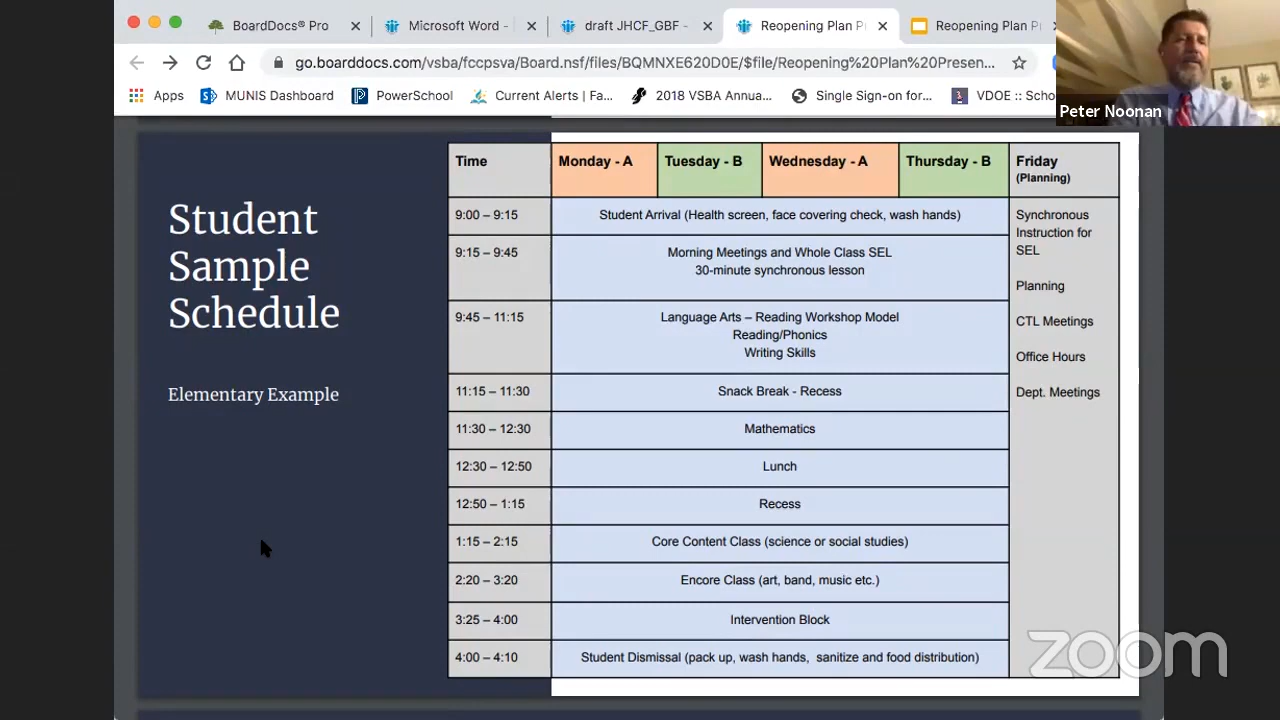 BoardDocs® Pro
Microsoft Word -
draft JHCF_GBF -
Reopening Plan P
Reopening Plan P
go.boarddocs.com/vsba/fccpsva/Board.nsf/files/BQMNXE620D0E/$file/Reopening%20Plan%20Presen...
Apps
MUNIS Dashboard
PowerSchool
Current Alerts | Fa...
2018 VSBA Annua...
Single Sign-on for...
VDOE :: Scho
Peter Noonan
Student
Sample
Schedule
Elementary Example
Time
Monday - A
Tuesday - B
Wednesday - A
Thursday - B
Friday
(Planning)
9:00 – 9:15
Student Arrival (Health screen, face covering check, wash hands)
9:15 – 9:45
Morning Meetings and Whole Class SEL
30-minute synchronous lesson
9:45 – 11:15
Language Arts – Reading Workshop Model
Reading/Phonics
Writing Skills
11:15 – 11:30
Snack Break - Recess
11:30 – 12:30
Mathematics
12:30 – 12:50
Lunch
12:50 – 1:15
Recess
1:15 – 2:15
Core Content Class (science or social studies)
2:20 – 3:20
Encore Class (art, band, music etc.)
3:25 – 4:00
Intervention Block
4:00 – 4:10
Student Dismissal (pack up, wash hands, sanitize and food distribution)
Synchronous
Instruction for
SEL
Planning
CTL Meetings
Office Hours
Dept. Meetings
zoom